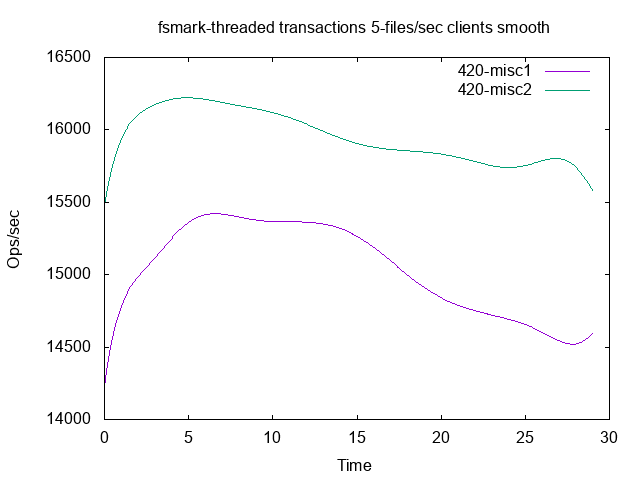 fsmark-threaded transactions 5-files/sec clients smooth
16500
16000
15500
15000
14500
14000
Ops/sec
420-misc1
420-misc2
0 5 10 15 20 25 30
Time